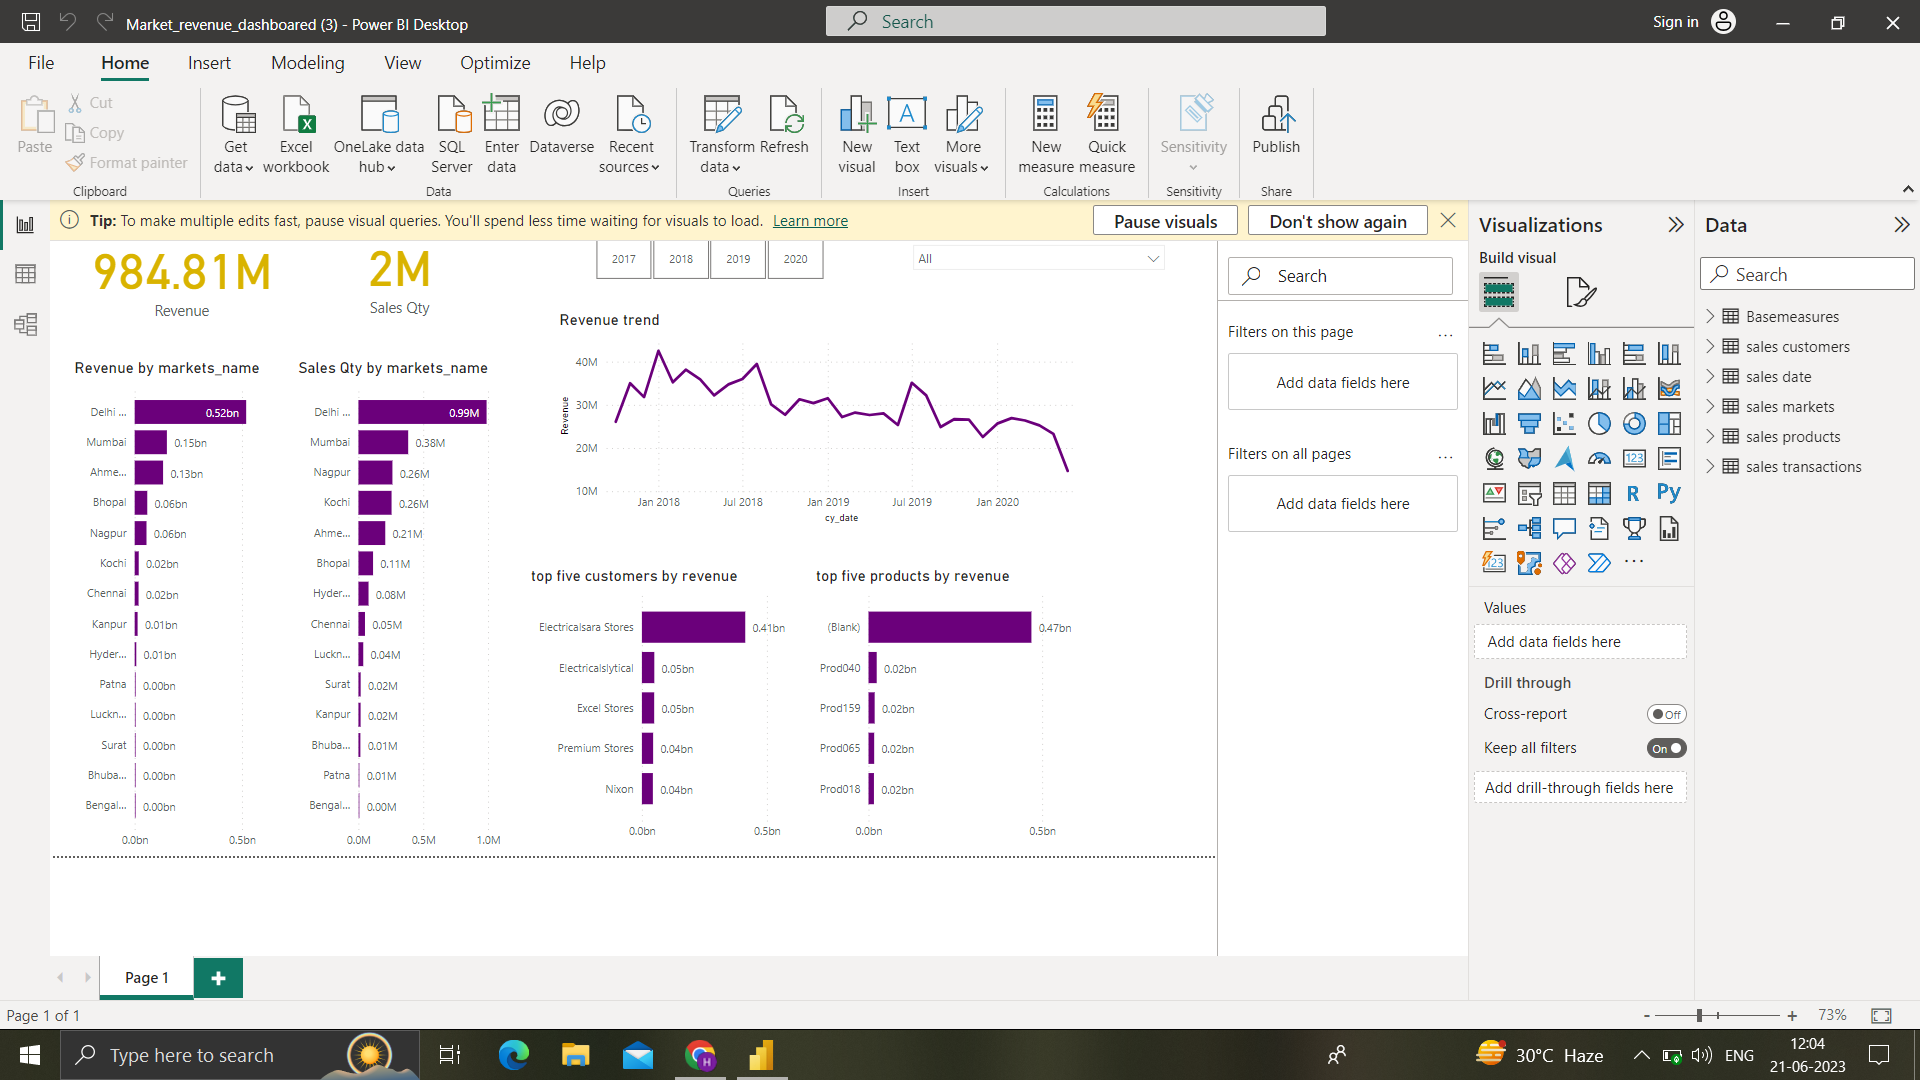 Market_revenue_dashboared (3) - Power BI Desktop
Search
Sign in
File Home Insert Modeling View Optimize Help
Paste
Cut
Copy
Format painter
Clipboard
Get data
Excel workbook
OneLake data hub
SQL Server
Enter data
Dataverse
Recent sources
Data
Transform data
Refresh
Queries
New visual
Text box
More visuals
Insert
New measure
Quick measure
Calculations
Sensitivity
Sensitivity
Publish
Share
Tip: To make multiple edits fast, pause visual queries. You'll spend less time waiting for visuals to load. Learn more
Pause visuals
Don't show again
984.81M
Revenue
2M
Sales Qty
2017 2018 2019 2020
All
Revenue by markets_name
Delhi ... 0.52bn
Mumbai 0.15bn
Ahme... 0.13bn
Bhopal 0.06bn
Nagpur 0.06bn
Kochi 0.02bn
Chennai 0.02bn
Kanpur 0.01bn
Hyder... 0.01bn
Patna 0.00bn
Luckn... 0.00bn
Surat 0.00bn
Bhuba... 0.00bn
Bengal... 0.00bn
0.0bn 0.5bn
Sales Qty by markets_name
Delhi ... 0.99M
Mumbai 0.38M
Nagpur 0.26M
Kochi 0.26M
Ahme... 0.21M
Bhopal 0.11M
Hyder... 0.08M
Chennai 0.05M
Luckn... 0.04M
Surat 0.02M
Kanpur 0.02M
Bhuba... 0.01M
Patna 0.01M
Bengal... 0.00M
0.0M 0.5M 1.0M
Revenue trend
Revenue
40M
30M
20M
10M
Jan 2018 Jul 2018 Jan 2019 Jul 2019 Jan 2020
cy_date
top five customers by revenue
Electricalsara Stores 0.41bn
Electricalslytical 0.05bn
Excel Stores 0.05bn
Premium Stores 0.04bn
Nixon 0.04bn
0.0bn 0.5bn
top five products by revenue
(Blank) 0.47bn
Prod040 0.02bn
Prod159 0.02bn
Prod065 0.02bn
Prod018 0.02bn
0.0bn 0.5bn
Search
Filters on this page ...
Add data fields here
Filters on all pages ...
Add data fields here
Visualizations
Build visual
123
R
Py
123
...
Values
Add data fields here
Drill through
Cross-report Off
Keep all filters On
Add drill-through fields here
Data
Search
Basemeasures
sales customers
sales date
sales markets
sales products
sales transactions
Page 1
Page 1 of 1
- + 73%
Type here to search
H
30°C Haze
ENG
12:04
21-06-2023